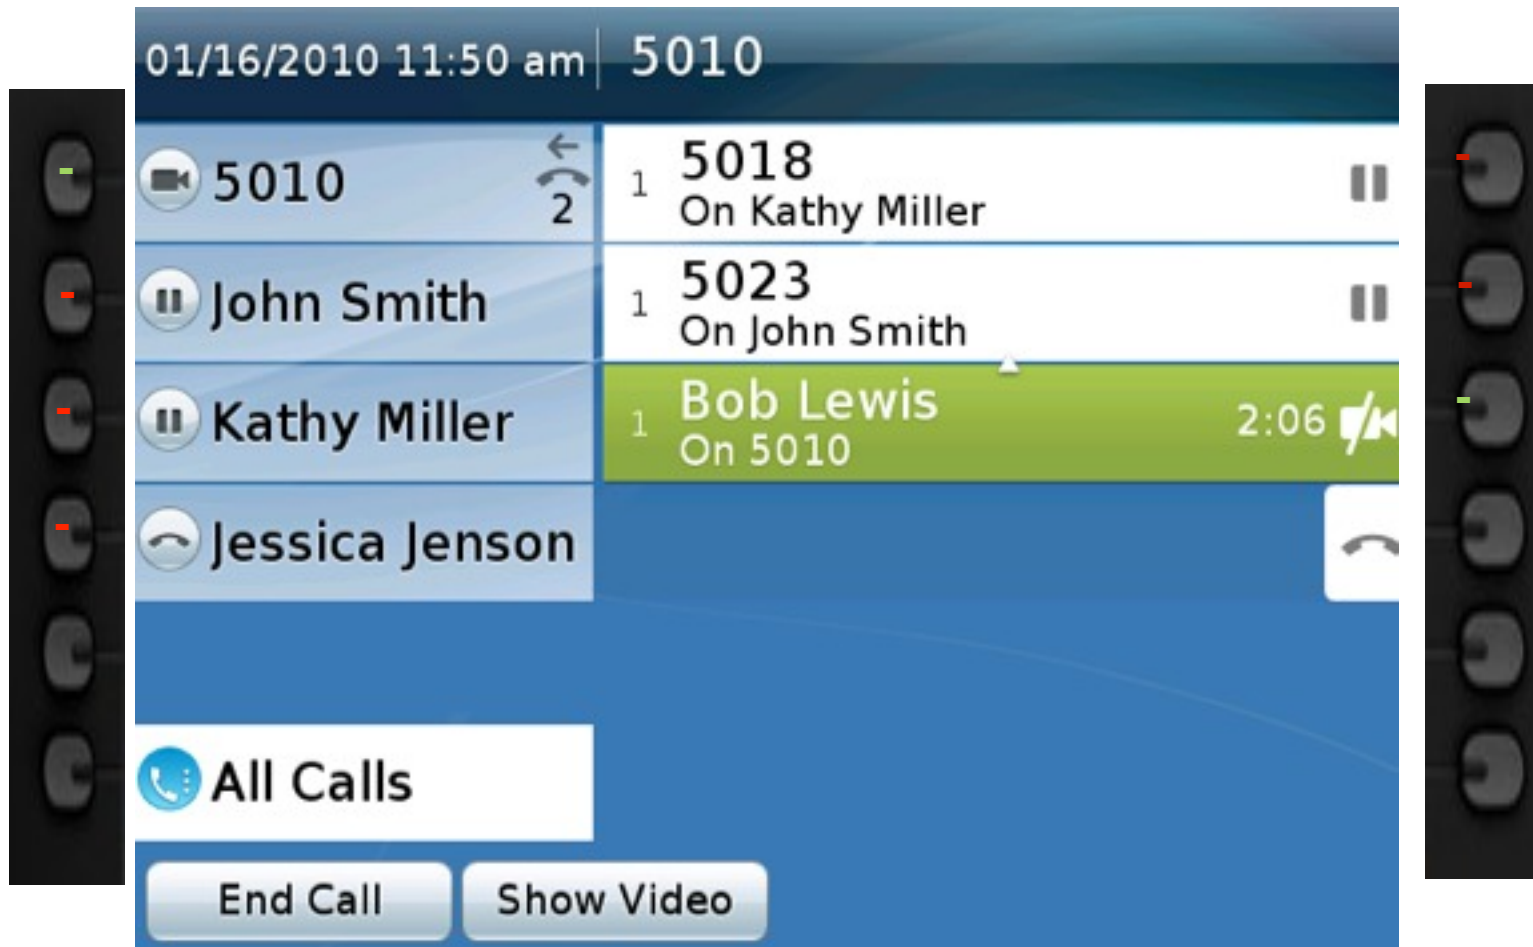 01/16/2010 11:50 am
5010
5010
2
John Smith
Kathy Miller
Jessica Jenson
All Calls
1
5018
On Kathy Miller
1
5023
On John Smith
1
Bob Lewis
On 5010
2:06
End Call
Show Video